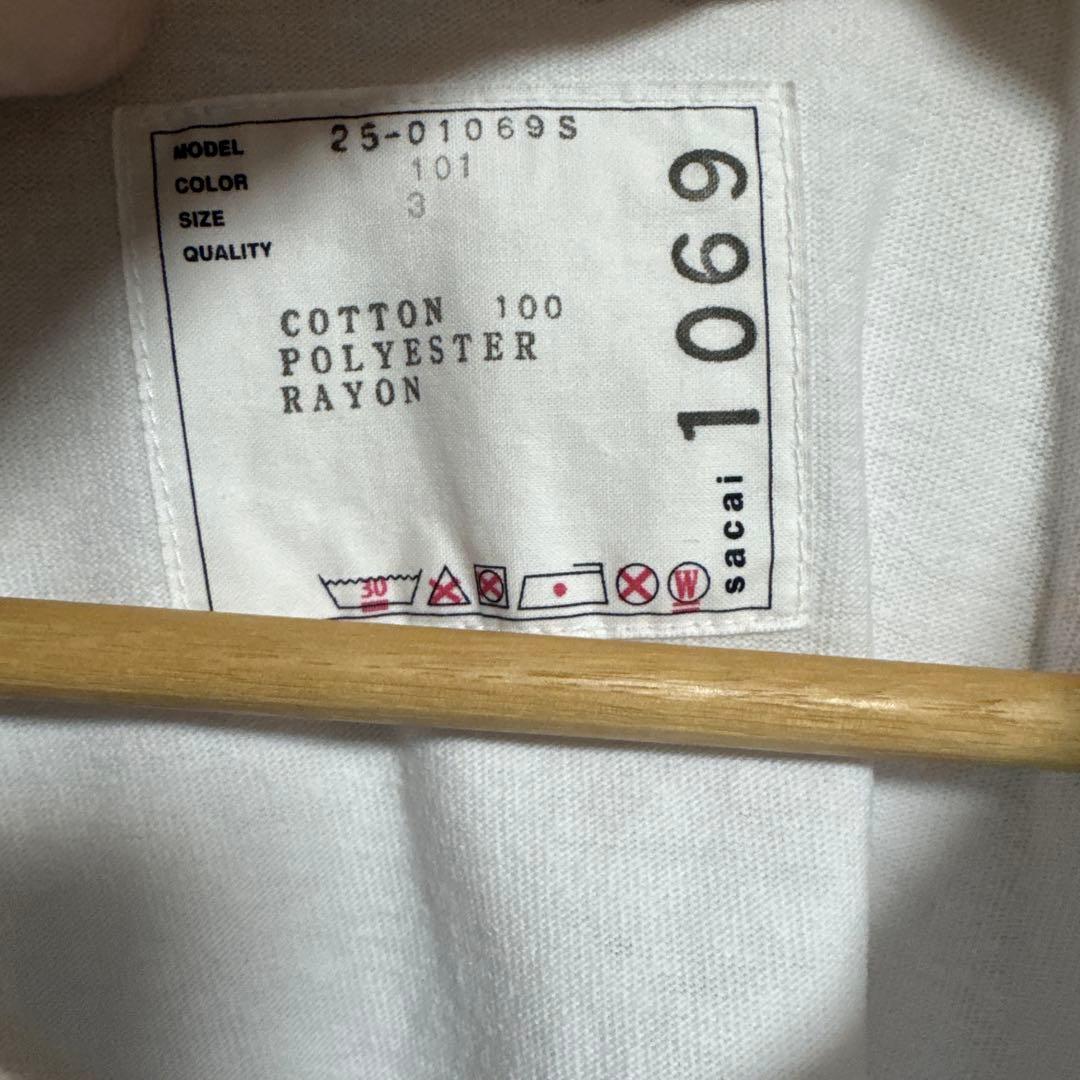 MODEL 25-01069S
COLOR 101
SIZE 3
QUALITY
COTTON 100
POLYESTER
RAYON
30
W
sacai 1069